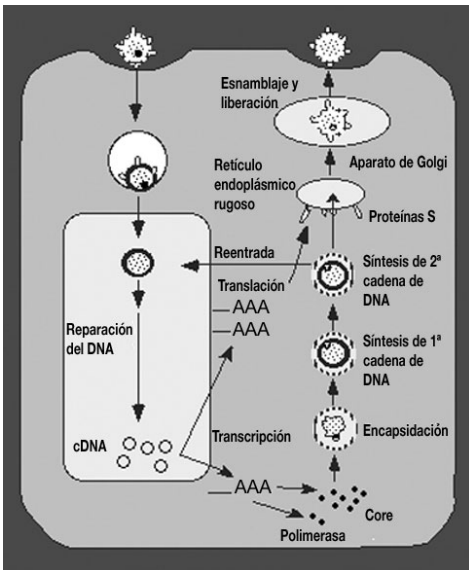 Esnamblaje y
liberación
Aparato de Golgi
Retículo
endoplásmico
rugoso
Proteínas S
Reentrada
Síntesis de 2ª
cadena de
DNA
Translación
AAA
AAA
Reparación
del DNA
Síntesis de 1ª
cadena de
DNA
Transcripción
Encapsidación
cDNA
AAA
Core
Polimerasa